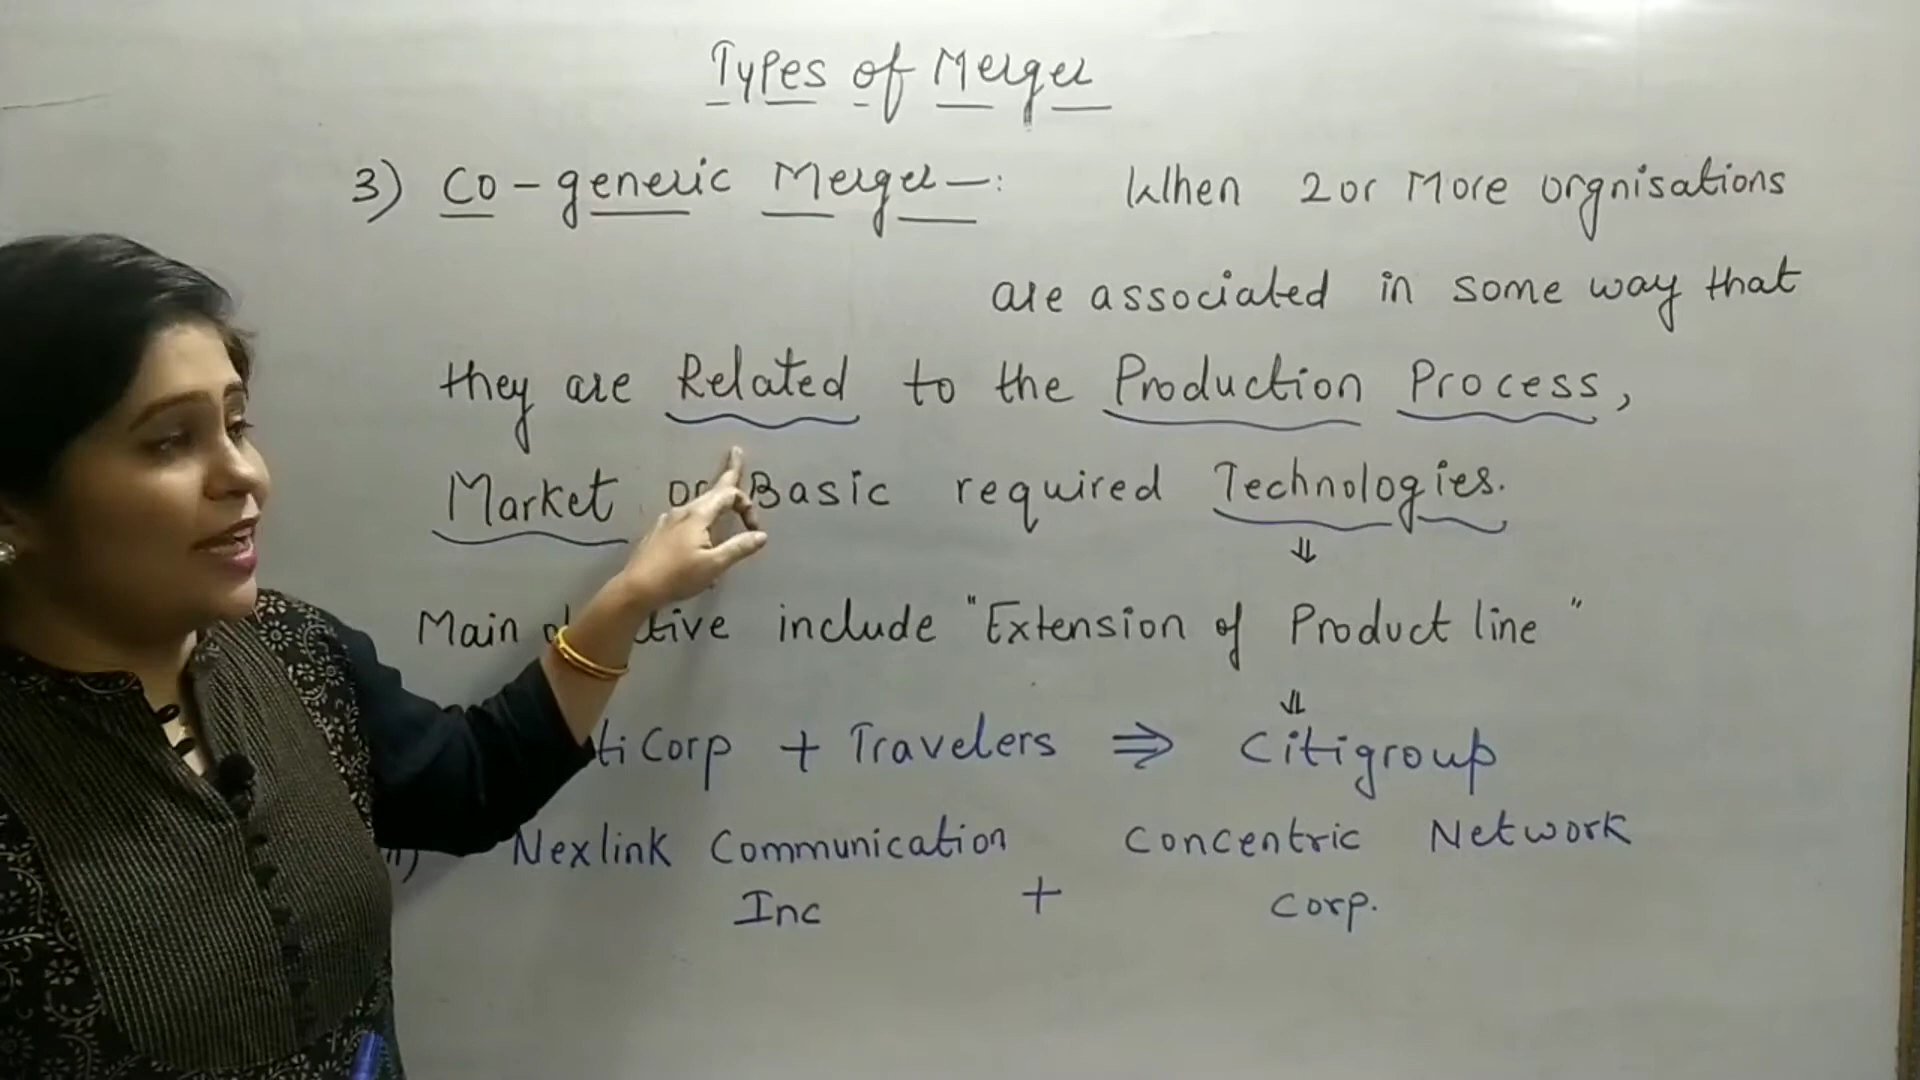 Types of Merger
3) Co-generic Merger-: When 2 or More orgnisations
are associated in some way that
they are Related to the Production Process,
Market or Basic required Technologies.
⇓
Main include "Extension of Product line"
⇓
+ Travelers ⇒ Citigroup
Nexlink Communication Concentric Network
Inc + Corp.